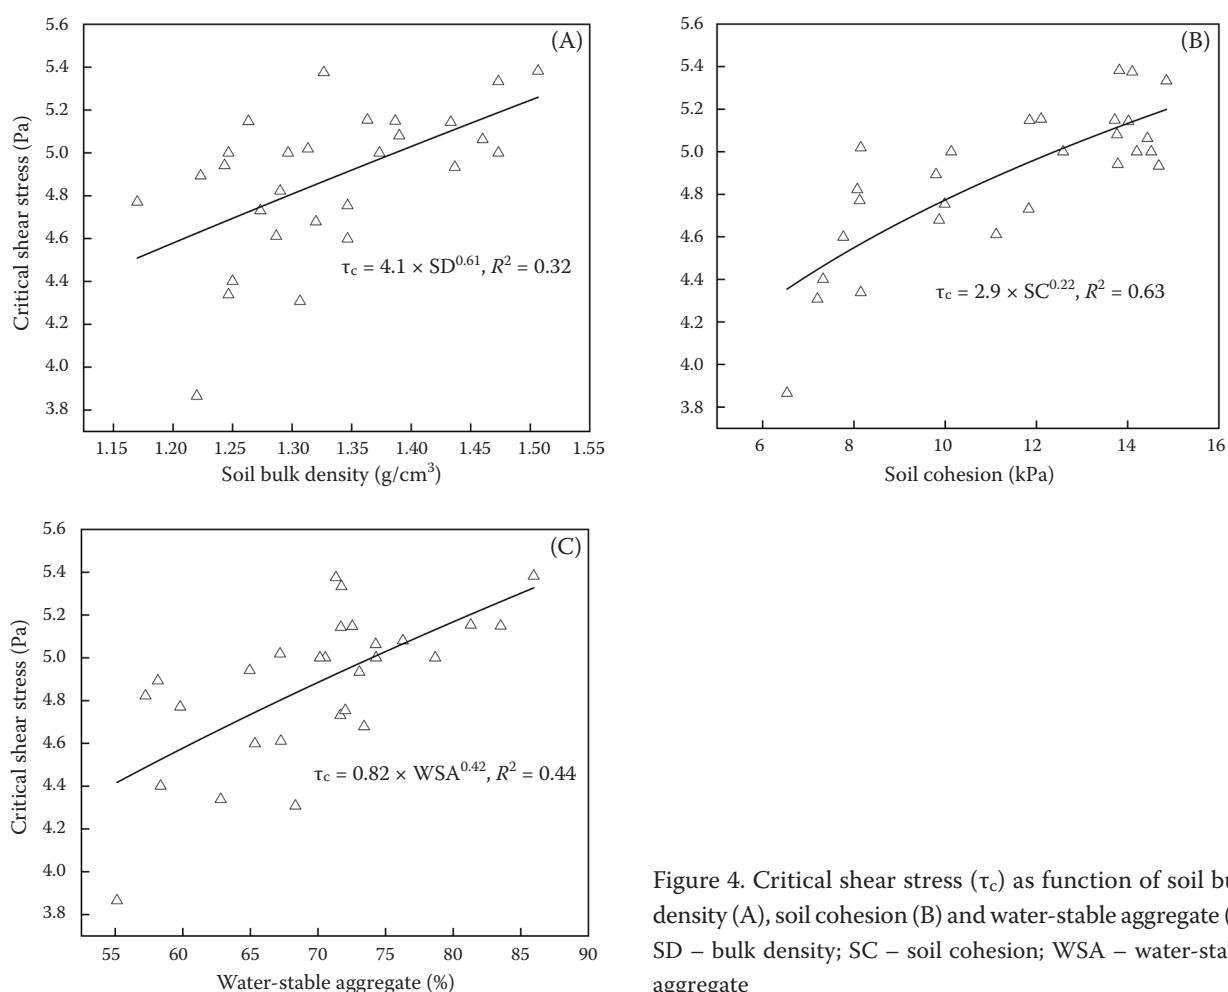 5.6
(A)
5.4
5.2
5.0
4.8
4.6
4.4
4.2
4.0
3.8
Critical shear stress (Pa)
τc = 4.1 × SD^0.61, R² = 0.32
1.15 1.20 1.25 1.30 1.35 1.40 1.45 1.50 1.55
Soil bulk density (g/cm³)
5.6
(B)
5.4
5.2
5.0
4.8
4.6
4.4
4.2
4.0
3.8
τc = 2.9 × SC^0.22, R² = 0.63
6 8 10 12 14 16
Soil cohesion (kPa)
5.6
(C)
5.4
5.2
5.0
4.8
4.6
4.4
4.2
4.0
3.8
Critical shear stress (Pa)
τc = 0.82 × WSA^0.42, R² = 0.44
55 60 65 70 75 80 85 90
Water-stable aggregate (%)
Figure 4. Critical shear stress (τc) as function of soil
density (A), soil cohesion (B) and water-stable aggregate
SD – bulk density; SC – soil cohesion; WSA –
aggregate